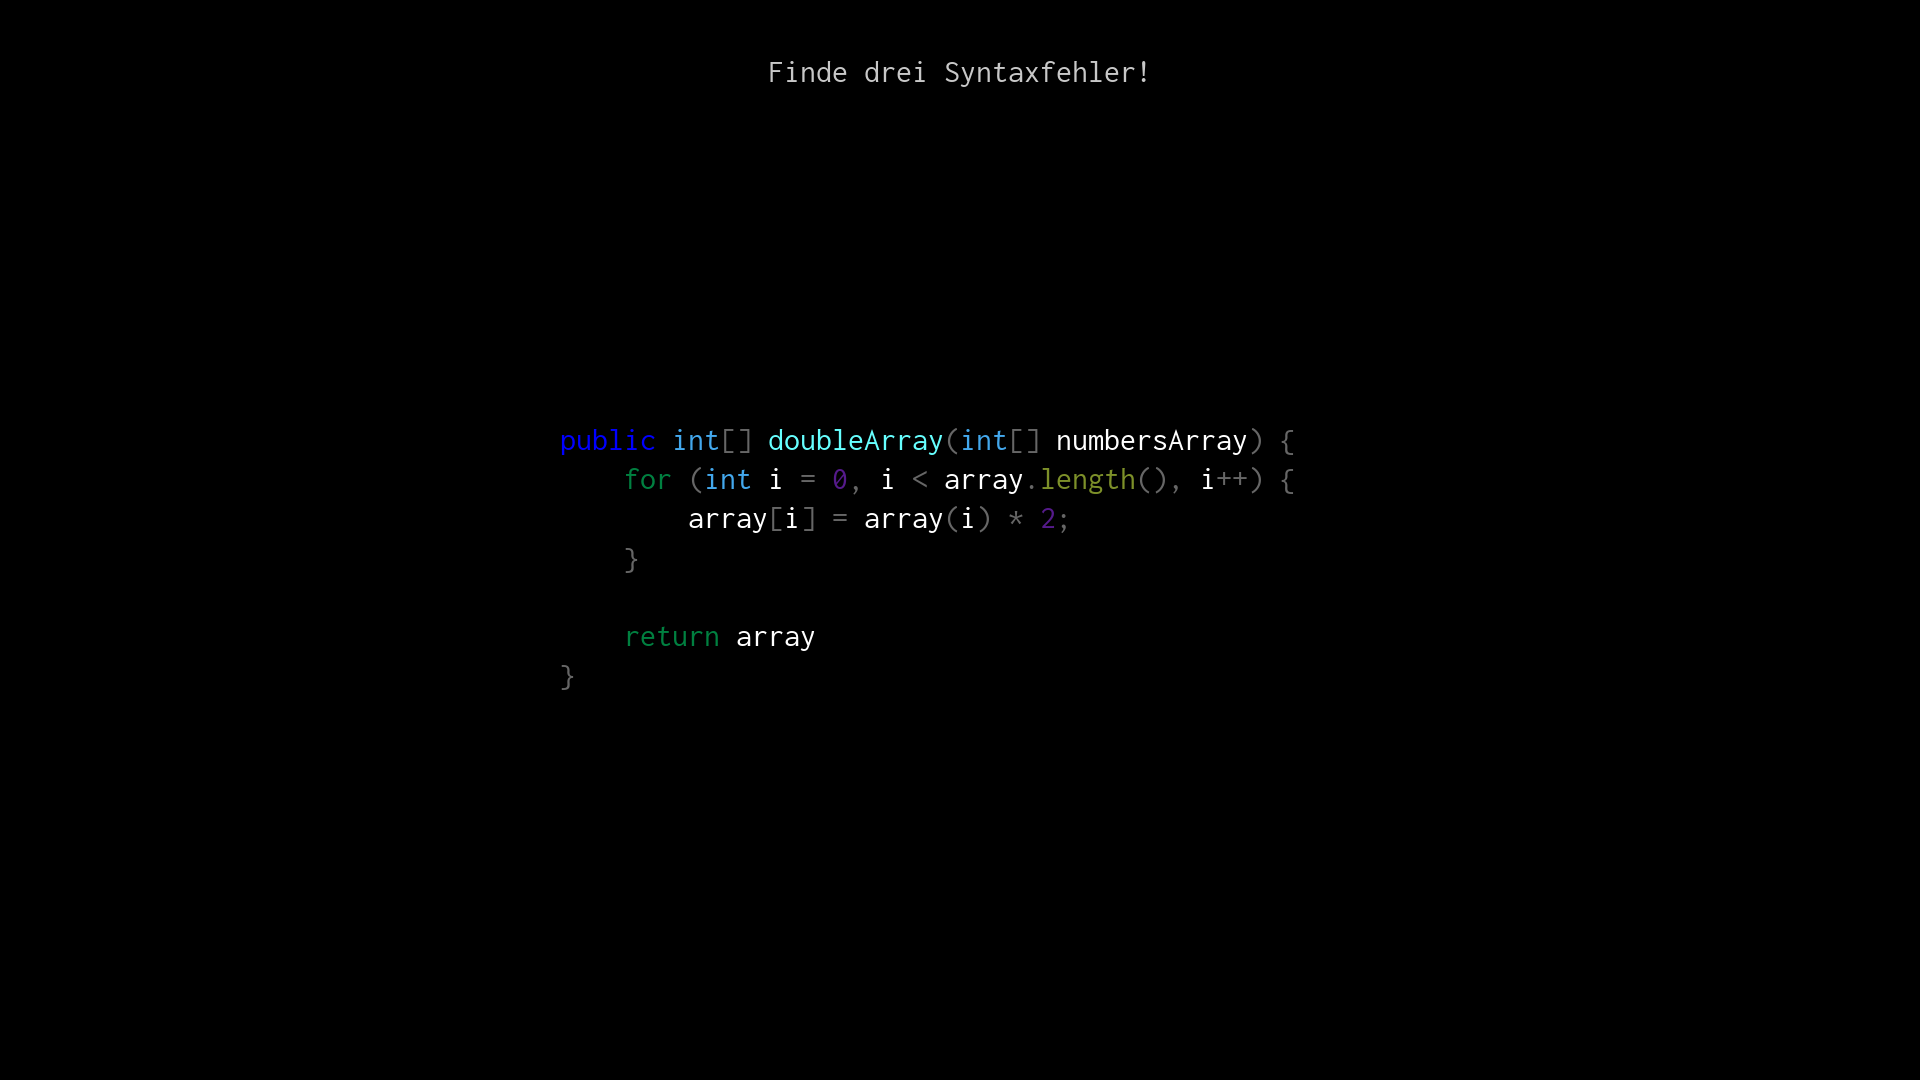 Finde drei Syntaxfehler!
public int[] doubleArray(int[] numbersArray) {
    for (int i = 0, i < array.length(), i++) {
        array[i] = array(i) * 2;
    }

    return array
}